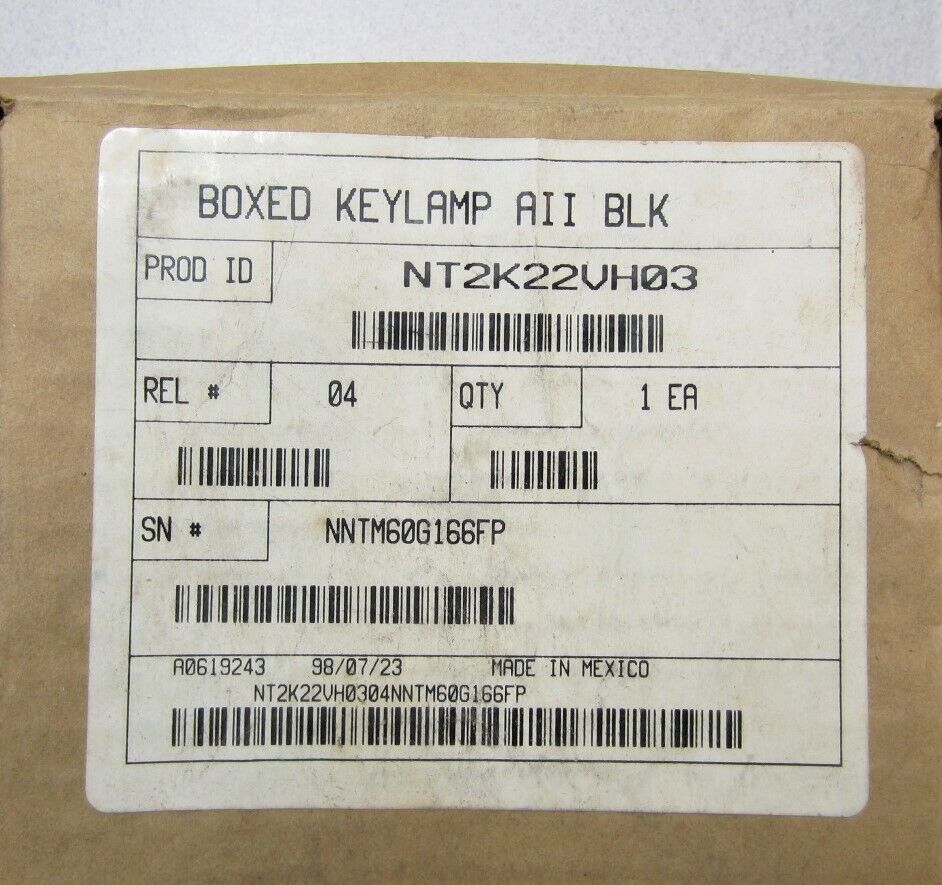 BOXED KEYLAMP AII BLK
PROD ID NT2K22VH03
REL # 04 QTY 1 EA
SN # NNTM60G166FP
A0619243 98/07/23 MADE IN MEXICO
NT2K22VH0304NNTM60G166FP